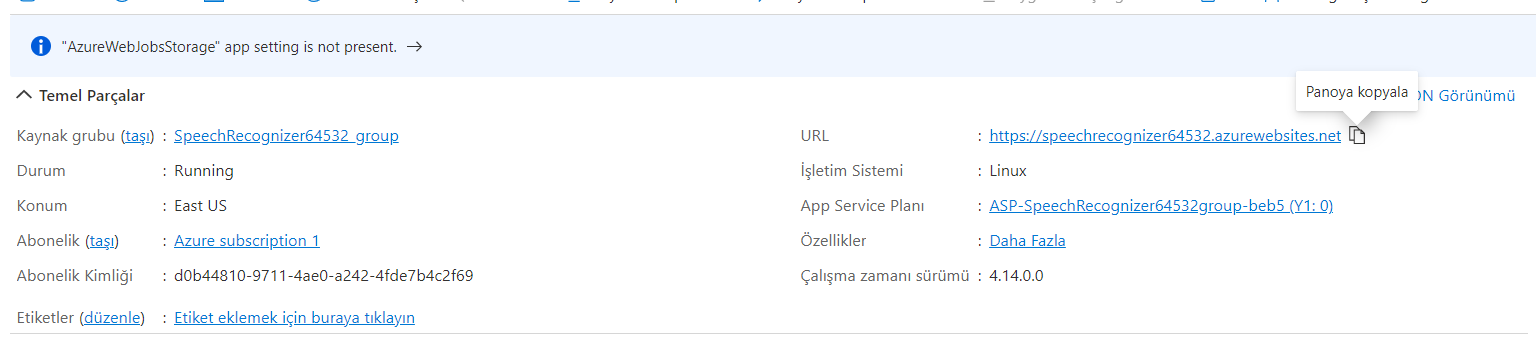 "AzureWebJobsStorage" app setting is not present. →
Temel Parçalar
Panoya kopyala
ON Görünümü
Kaynak grubu (taşı) : SpeechRecognizer64532_group
URL : https://speechrecognizer64532.azurewebsites.net
Durum : Running
İşletim Sistemi : Linux
Konum : East US
App Service Planı : ASP-SpeechRecognizer64532group-beb5 (Y1: 0)
Abonelik (taşı) : Azure subscription 1
Özellikler : Daha Fazla
Abonelik Kimliği : d0b44810-9711-4ae0-a242-4fde7b4c2f69
Çalışma zamanı sürümü : 4.14.0.0
Etiketler (düzenle) : Etiket eklemek için buraya tıklayın